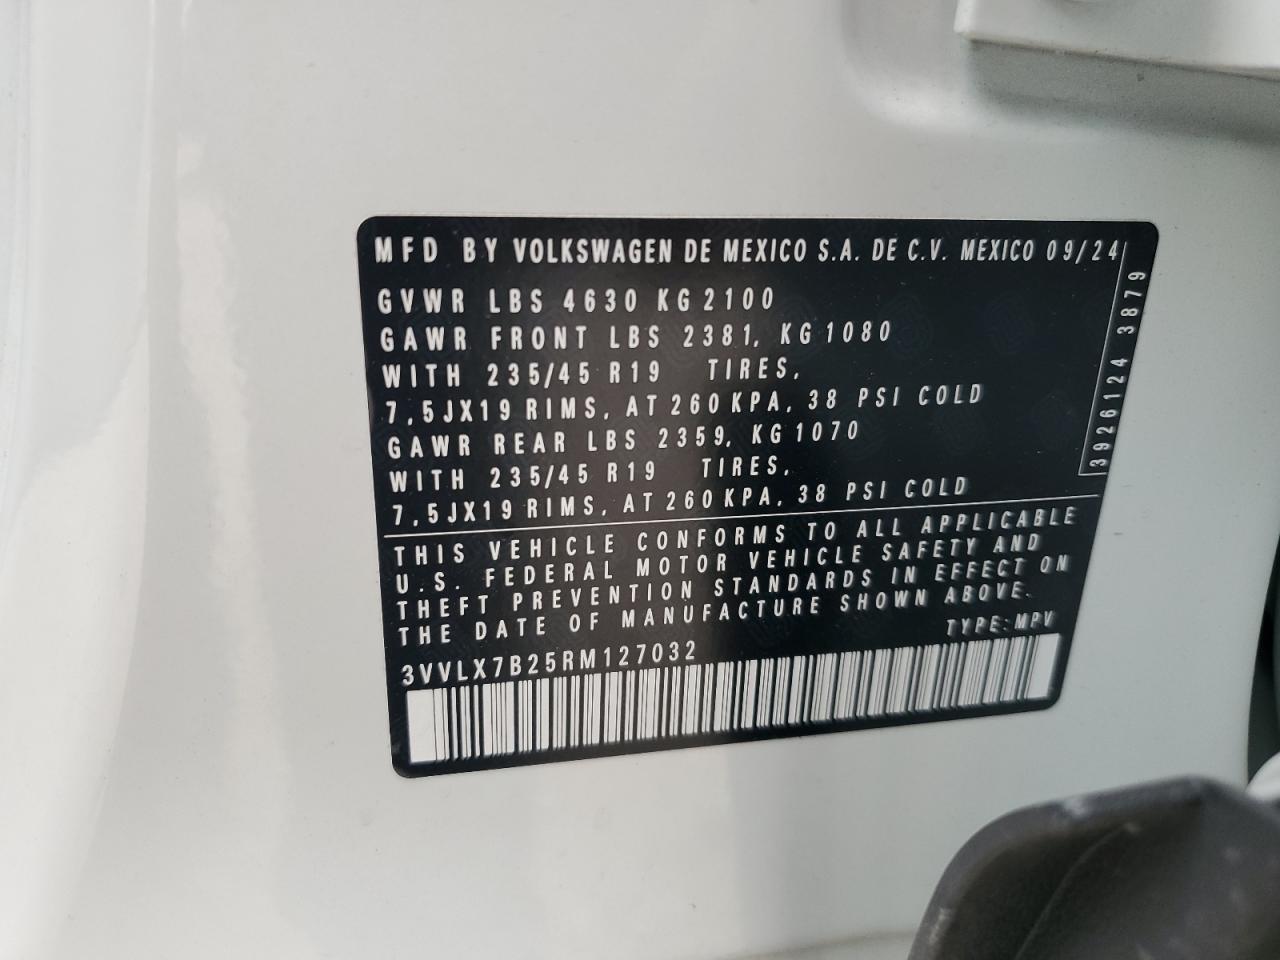 MFD BY VOLKSWAGEN DE MEXICO S.A. DE C.V. MEXICO 09/24
GVWR LBS 4630 KG 2100
GAWR FRONT LBS 2381, KG 1080
WITH 235/45 R19 TIRES,
7,5JX19 RIMS, AT 260 KPA, 38 PSI COLD
GAWR REAR LBS 2359, KG 1070
WITH 235/45 R19 TIRES,
7,5JX19 RIMS, AT 260 KPA, 38 PSI COLD
3926124 3879
THIS VEHICLE CONFORMS TO ALL APPLICABLE
U.S. FEDERAL MOTOR VEHICLE SAFETY AND
THEFT PREVENTION STANDARDS IN EFFECT ON
THE DATE OF MANUFACTURE SHOWN ABOVE.
TYPE: MPV
3VVLX7B25RM127032